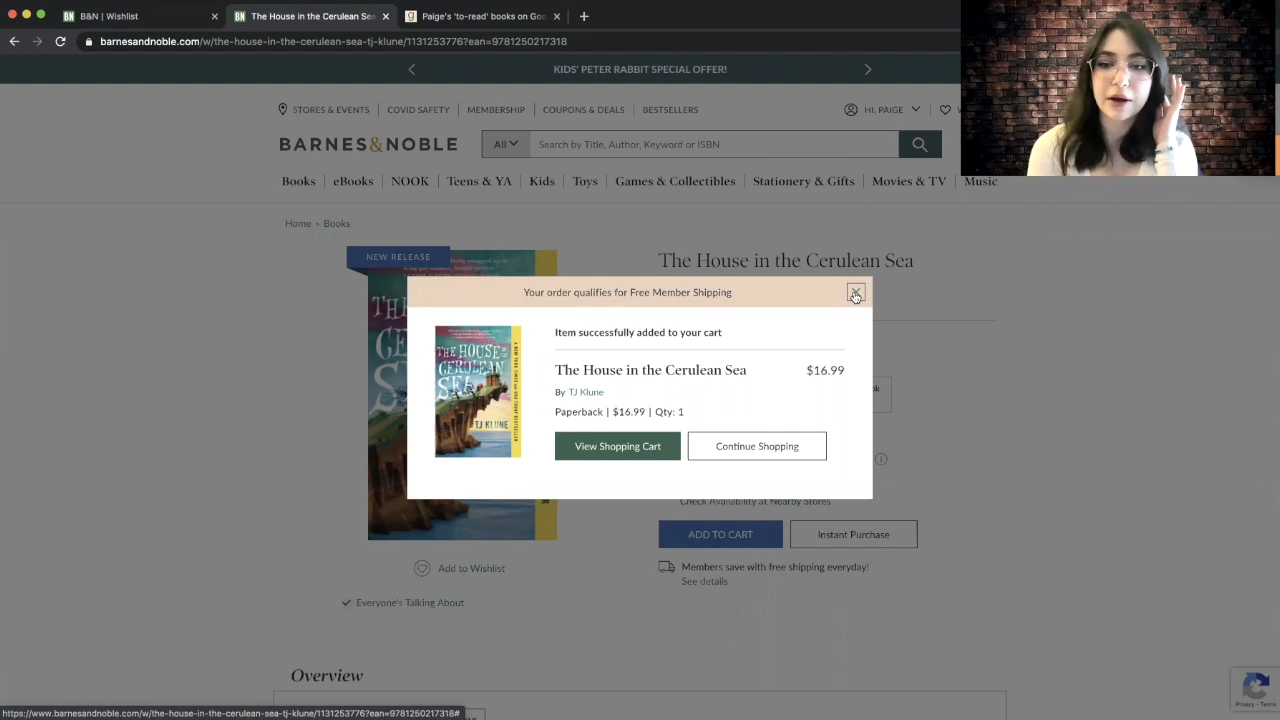 B&N | Wishlist
The House in the Cerulean Sea
Paige's 'to-read' books on Goo
barnesandnoble.com/w/the-house-in-the-cerulean-sea-tj-klune/1131253776?ean=9781250217318
KIDS' PETER RABBIT SPECIAL OFFER!
STORES & EVENTS COVID SAFETY MEMBERSHIP COUPONS & DEALS BESTSELLERS
HI, PAIGE
BARNES&NOBLE
All
Search by Title, Author, Keyword or ISBN
Books eBooks NOOK Teens & YA Kids Toys Games & Collectibles Stationery & Gifts Movies & TV Music
Home > Books
NEW RELEASE
The House in the Cerulean Sea
Your order qualifies for Free Member Shipping
Item successfully added to your cart
THE HOUSE
IN THE
CERULEAN
SEA
TJ KLUNE
The House in the Cerulean Sea $16.99
By TJ Klune
Paperback | $16.99 | Qty: 1
View Shopping Cart
Continue Shopping
Check Availability at Nearby Stores
ADD TO CART
Instant Purchase
Add to Wishlist
Members save with free shipping everyday!
See details
Everyone's Talking About
Overview
Privacy - Terms
https://www.barnesandnoble.com/w/the-house-in-the-cerulean-sea-tj-klune/1131253776?ean=9781250217318#